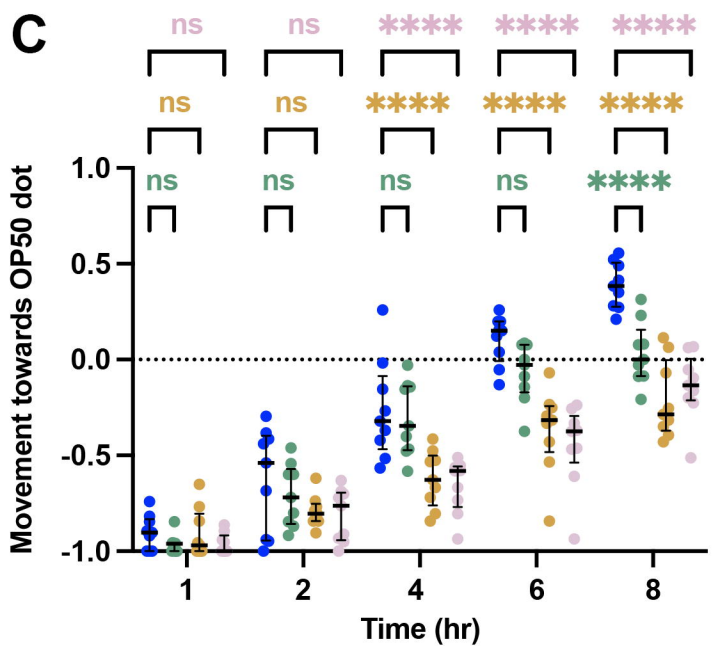 C
ns ns **** **** ****
ns ns **** **** ****
ns ns ns ns ****
Movement towards OP50 dot
1.0
0.5
0.0
-0.5
-1.0
1 2 4 6 8
Time (hr)